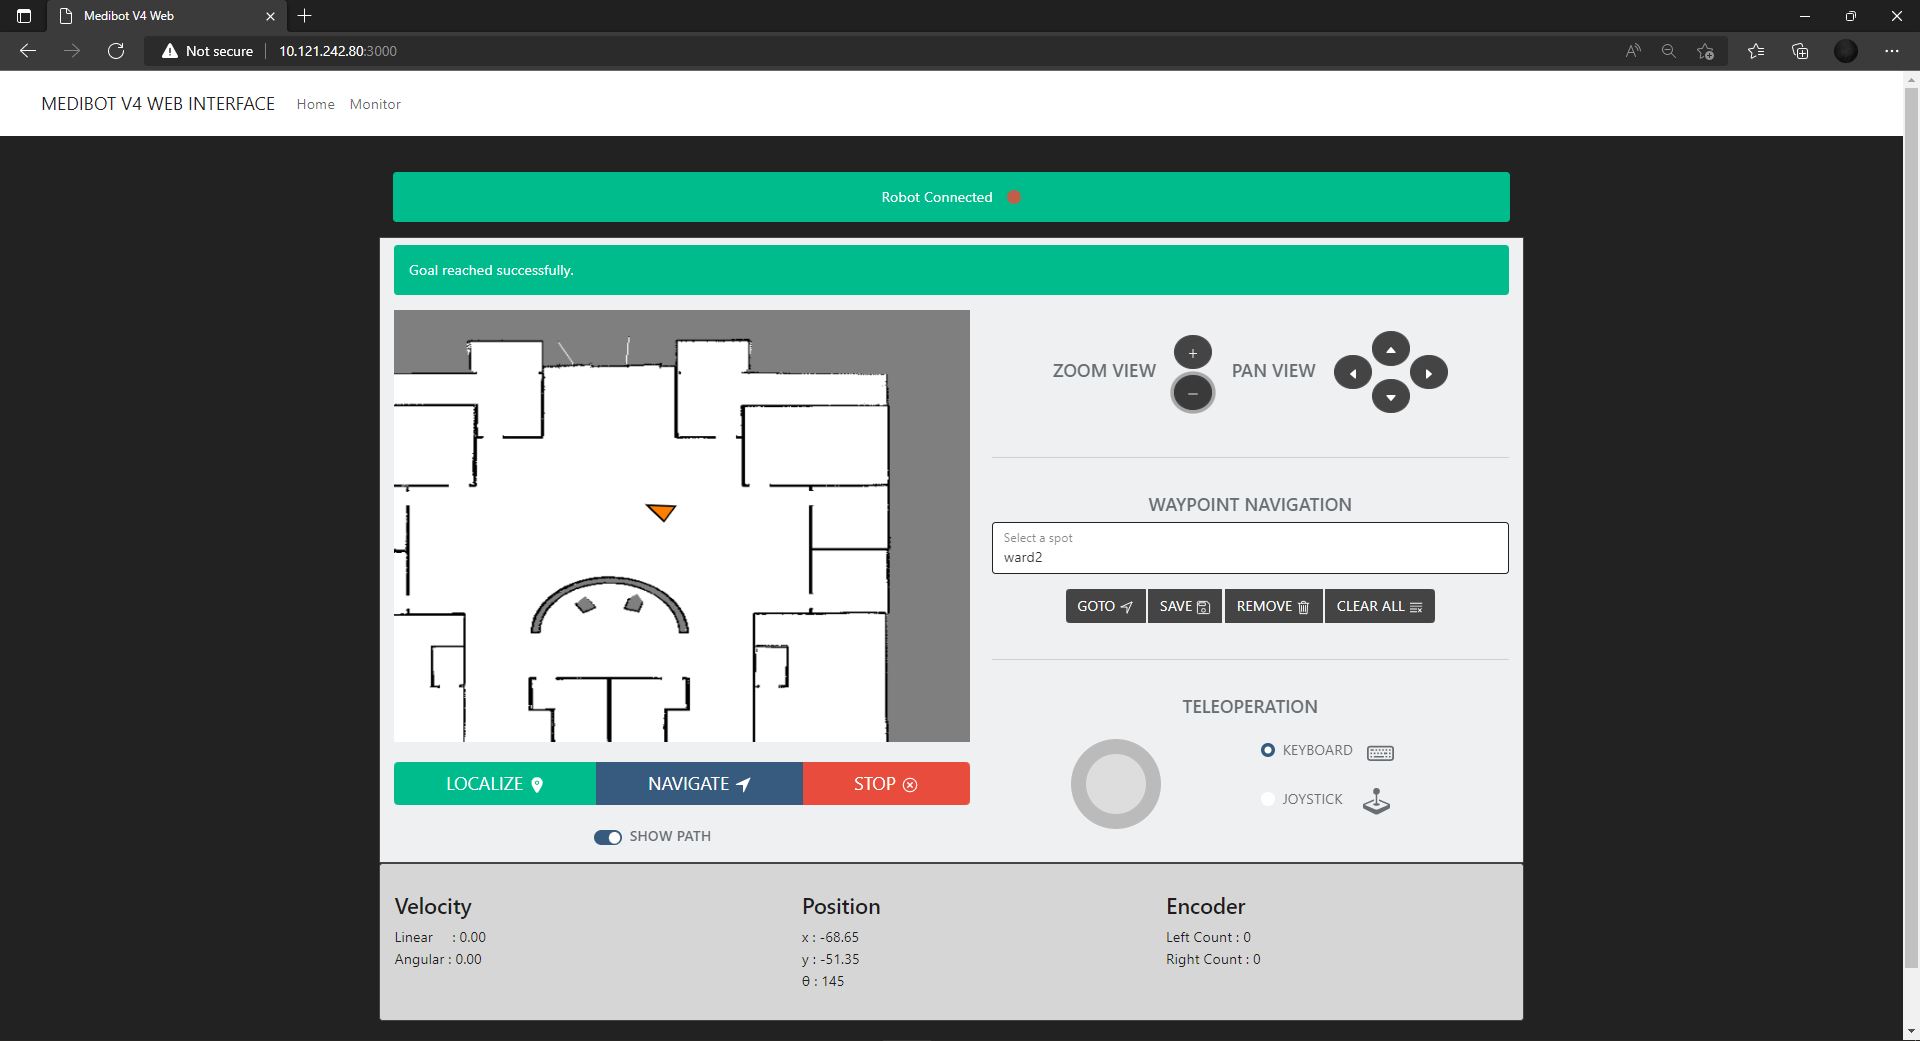 Medibot V4 Web
Not secure
10.121.242.80:3000
MEDIBOT V4 WEB INTERFACE Home Monitor
Robot Connected
Goal reached successfully.
ZOOM VIEW
+
−
PAN VIEW
WAYPOINT NAVIGATION
Select a spot
ward2
GOTO SAVE REMOVE CLEAR ALL
TELEOPERATION
KEYBOARD
JOYSTICK
LOCALIZE NAVIGATE STOP
SHOW PATH
Velocity
Linear : 0.00
Angular : 0.00
Position
x : -68.65
y : -51.35
θ : 145
Encoder
Left Count : 0
Right Count : 0